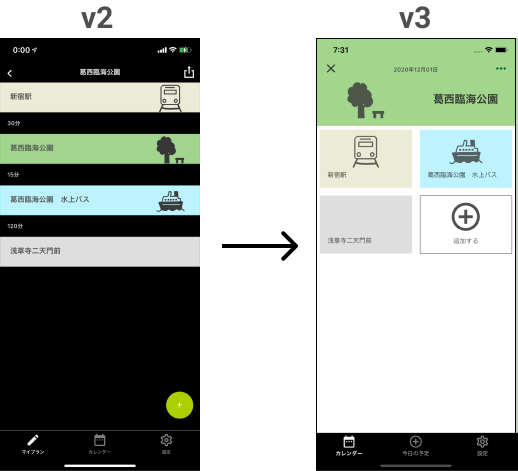 v2
v3
0:00
葛西臨海公園
新宿駅
30分
葛西臨海公園
15分
葛西臨海公園 水上バス
120分
浅草寺二天門前
マイプラン
カレンダー
設定
7:31
2020年12月01日
葛西臨海公園
新宿駅
葛西臨海公園 水上バス
浅草寺二天門前
追加する
カレンダー
今日の予定
設定